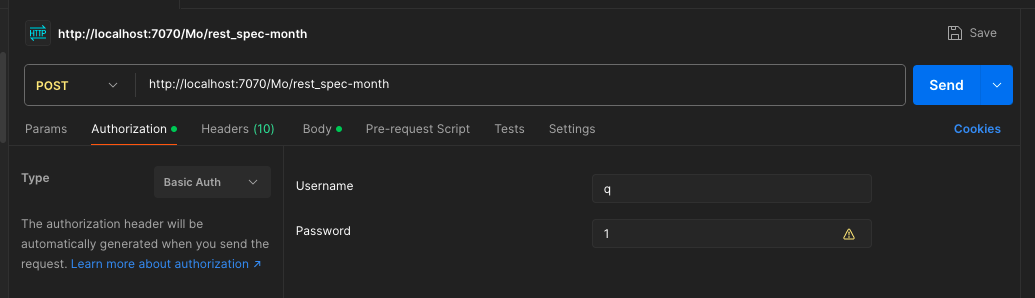 HTTP
http://localhost:7070/Mo/rest_spec-month
Save
POST
http://localhost:7070/Mo/rest_spec-month
Send
Params
Authorization
Headers (10)
Body
Pre-request Script
Tests
Settings
Cookies
Type
Basic Auth
The authorization header will be
automatically generated when you send the
request. Learn more about authorization ↗
Username
q
Password
1